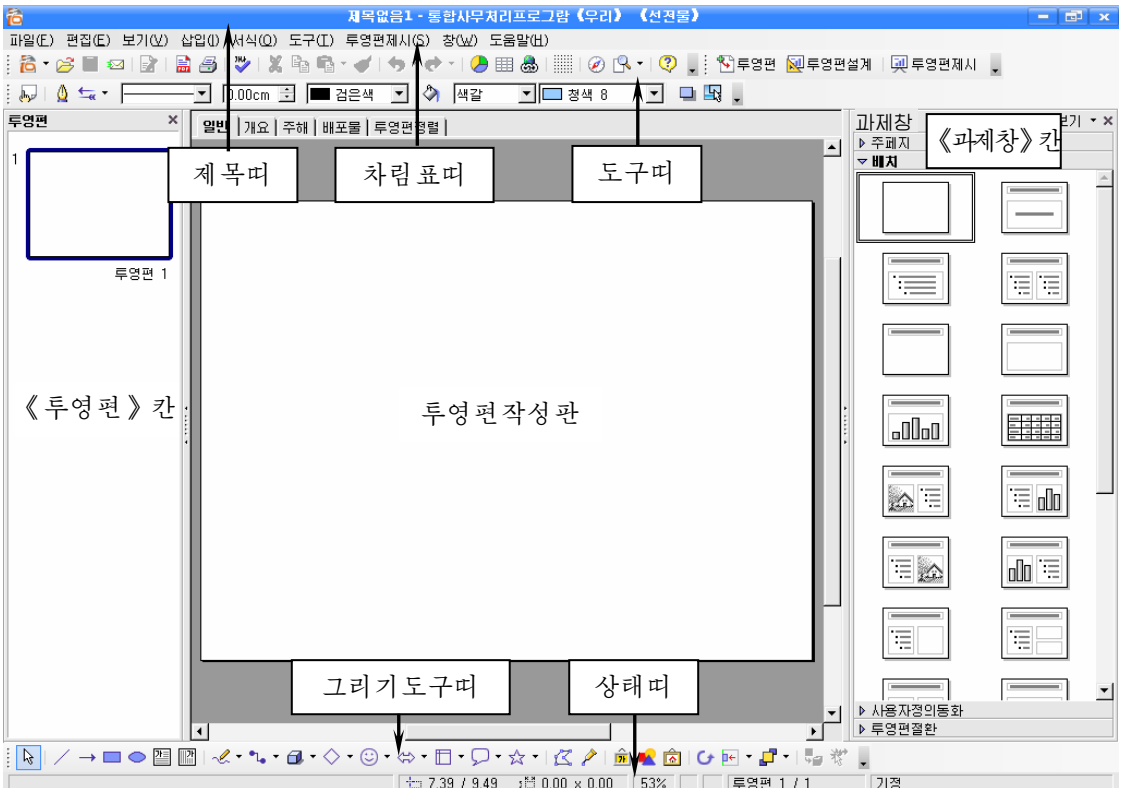 제목없음1 - 통합사무처리프로그람《우리》 《선전물》
파일(F) 편집(E) 보기(V) 삽입(I) 서식(O) 도구(T) 투영편제시(S) 창(W) 도움말(H)
투영편 투영편설계 투영편제시
0.00cm 검은색 색갈 청색 8
투영편
일반 개요 주해 배포물 투영편정렬
과제창 보기
《과제창》칸
주페지
배치
제목띠 차림표띠 도구띠
1
투영편 1
《투영편》칸
투영편작성판
그리기도구띠 상태띠
사용자정의동화
투영편절환
7.39 / 9.49 0.00 x 0.00 53% 투영편 1 / 1 기정